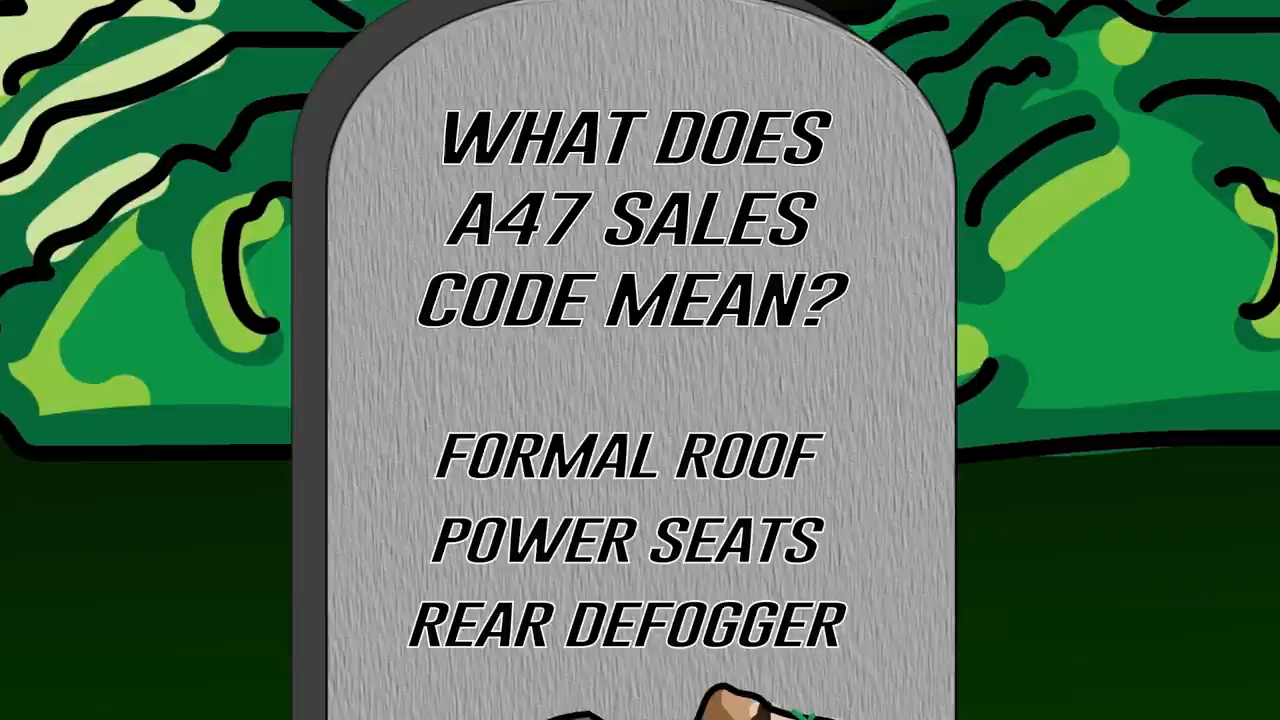 WHAT DOES
A47 SALES
CODE MEAN?
FORMAL ROOF
POWER SEATS
REAR DEFOGGER